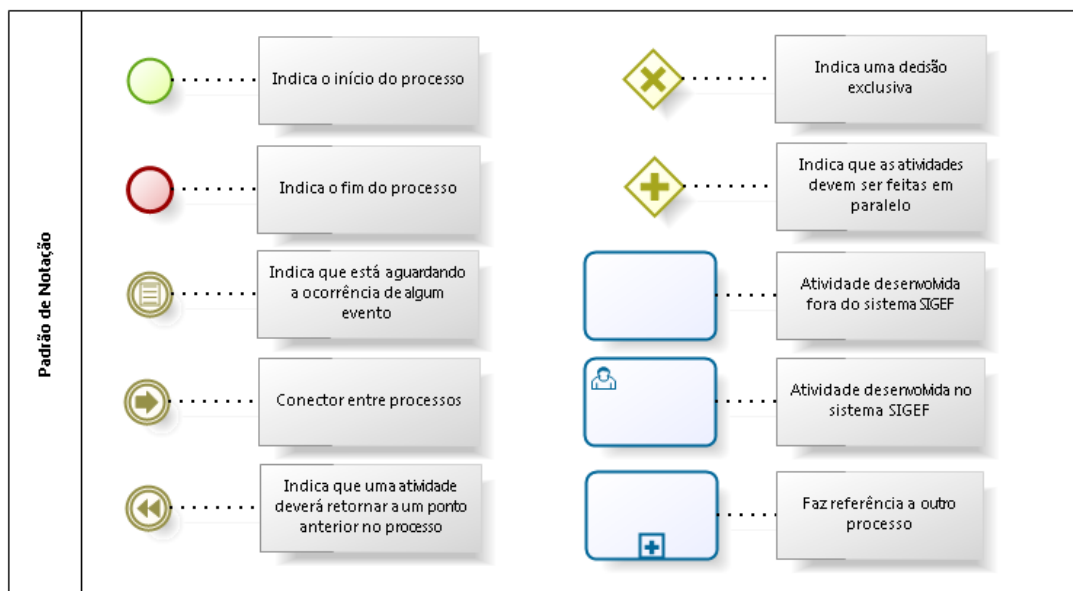 Padrão de Notação
Indica o início do processo
Indica o fim do processo
Indica que está aguardando
a ocorrência de algum
evento
Conector entre processos
Indica que uma atividade
deverá retornar a um ponto
anterior no processo
Indica uma decisão
exclusiva
Indica que as atividades
devem ser feitas em
paralelo
Atividade desenvolvida
fora do sistema SIGEF
Atividade desenvolvida no
sistema SIGEF
Faz referência a outro
processo